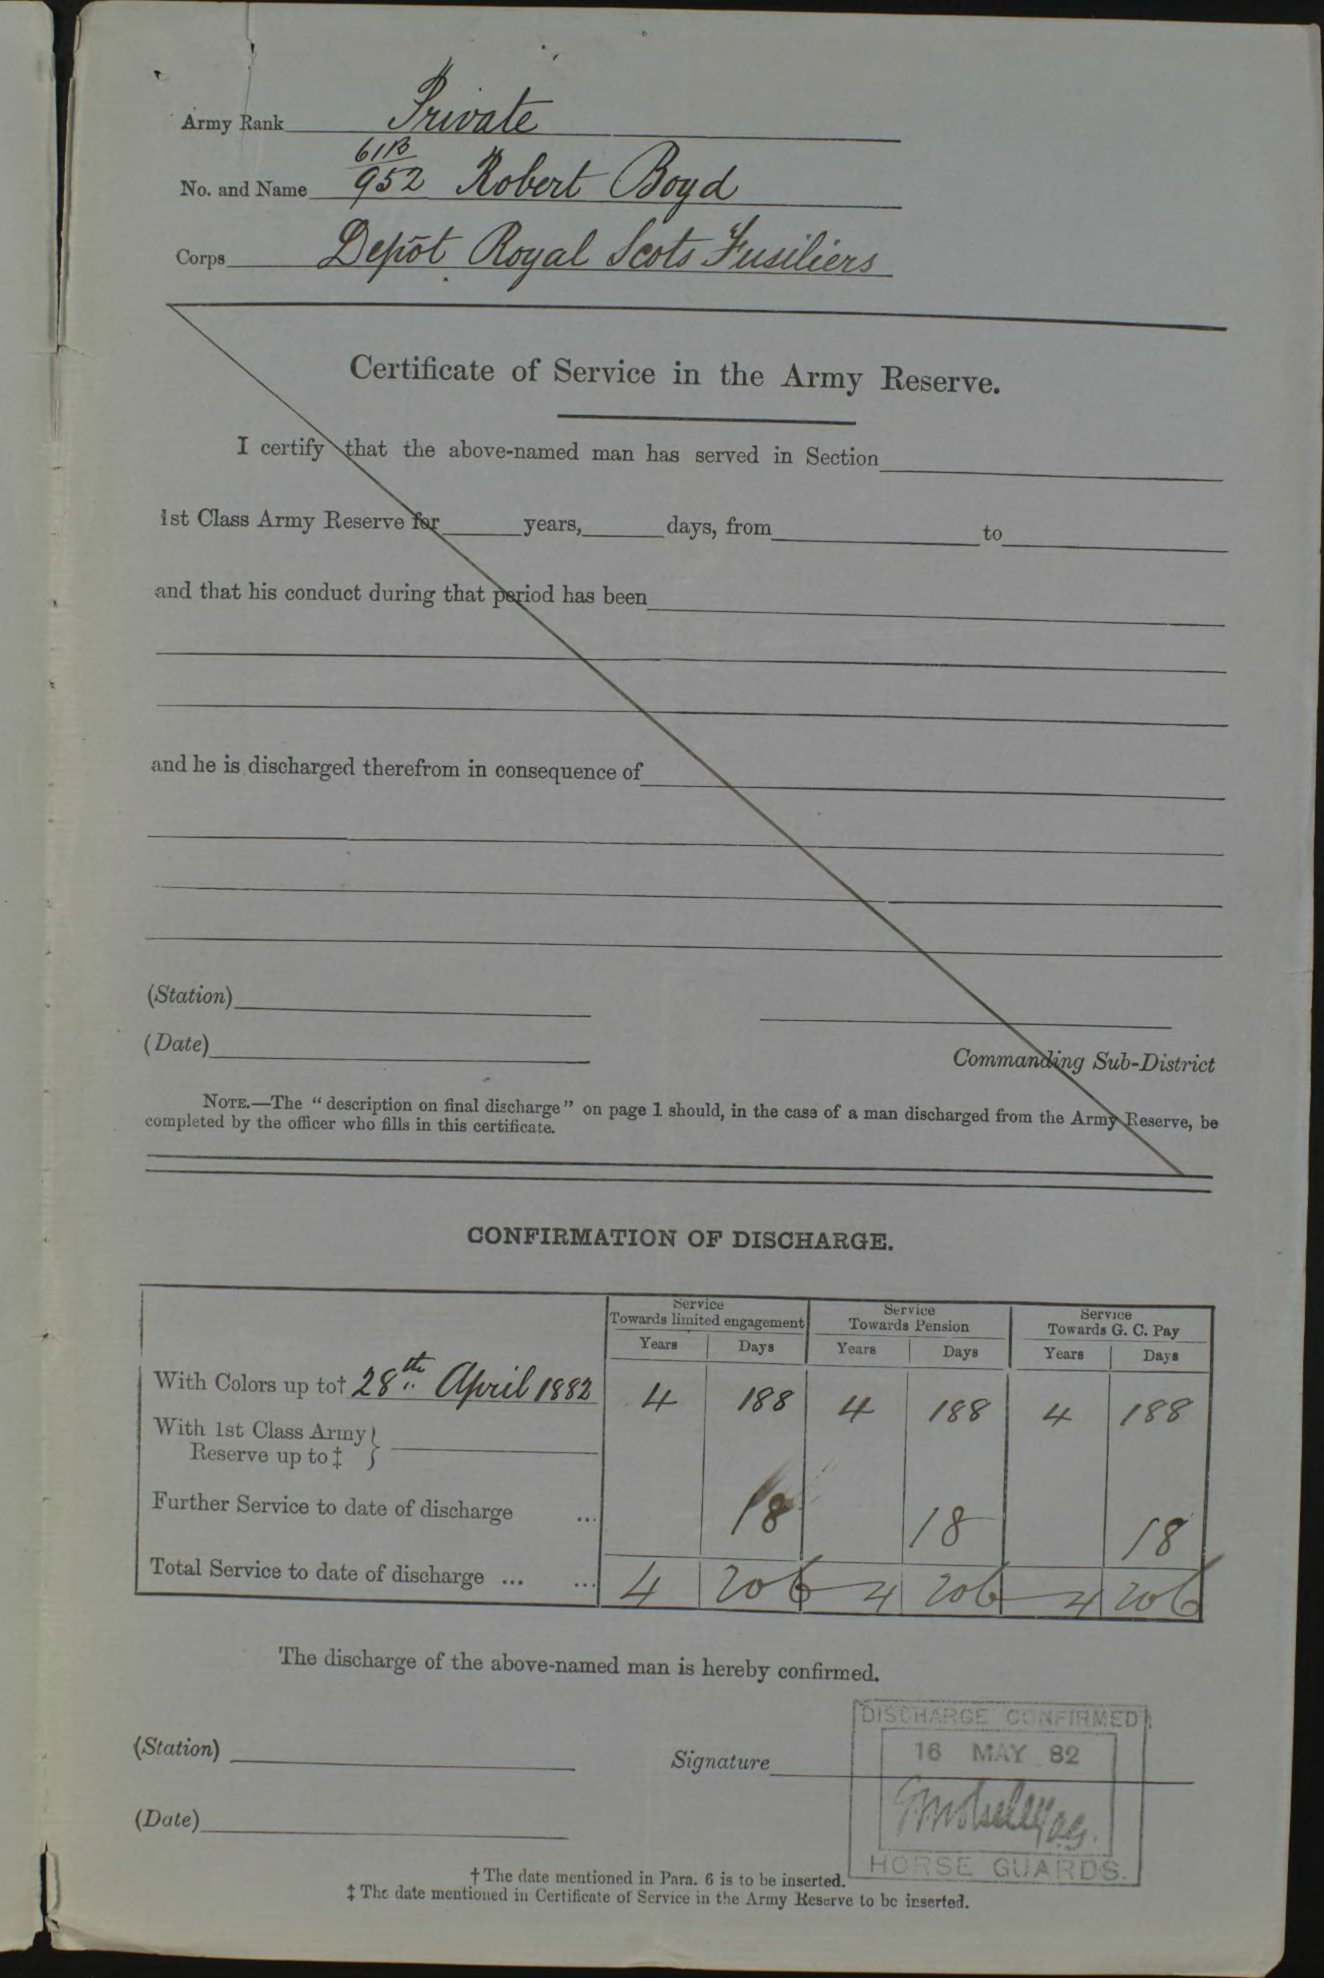 Army Rank Private
61B
No. and Name 952 Robert Boyd
Corps Depôt Royal Scots Fusiliers
Certificate of Service in the Army Reserve.
I certify that the above-named man has served in Section
1st Class Army Reserve for years, days, from to
and that his conduct during that period has been
and he is discharged therefrom in consequence of
(Station)
(Date)
Commanding Sub-District
NOTE.—The "description on final discharge" on page 1 should, in the case of a man discharged from the Army Reserve, be
completed by the officer who fills in this certificate.
CONFIRMATION OF DISCHARGE.
Service Service Service
Towards limited engagement Towards Pension Towards G. C. Pay
Years Days Years Days Years Days
With Colors up to† 28th April 1882 4 188 4 188 4 188
With 1st Class Army
Reserve up to ‡ }
Further Service to date of discharge ... 18 18 18
Total Service to date of discharge ... ... 4 206 4 206 4 206
The discharge of the above-named man is hereby confirmed.
DISCHARGE CONFIRMED
16 MAY 82
(Station) Signature
A.G.
(Date)
HORSE GUARDS.
† The date mentioned in Para. 6 is to be inserted.
‡ The date mentioned in Certificate of Service in the Army Reserve to be inserted.